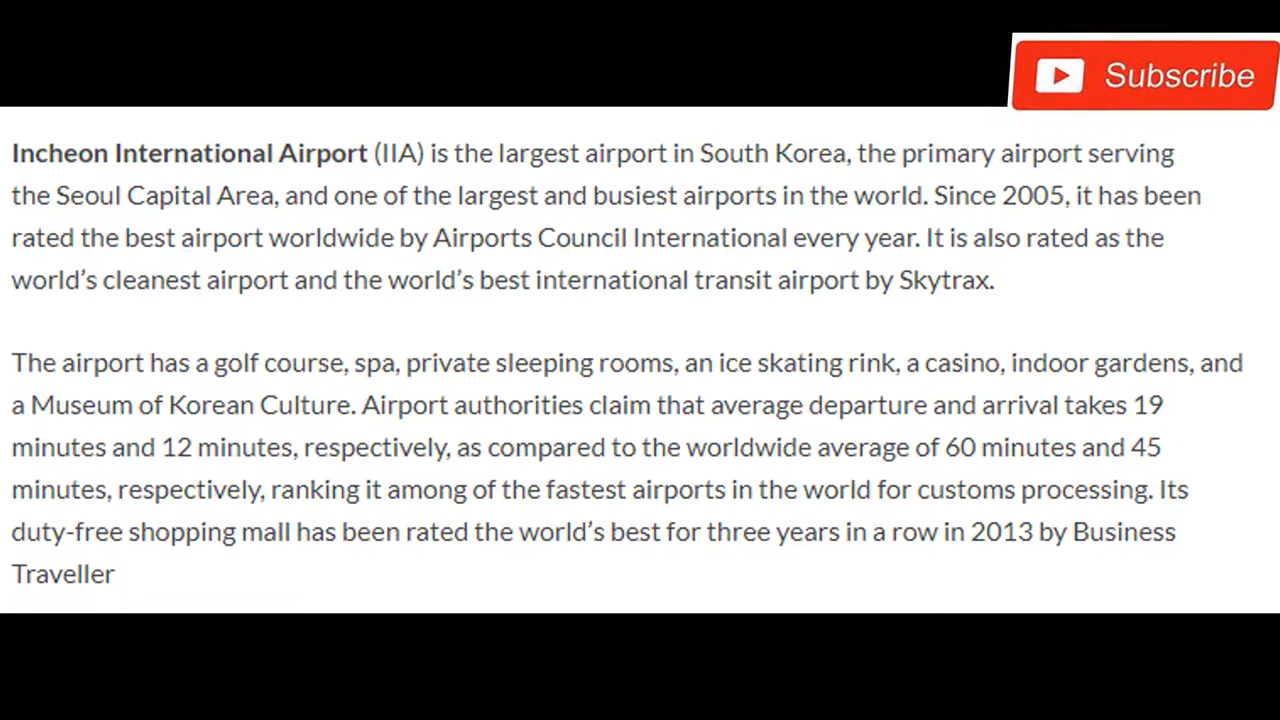 Subscribe
Incheon International Airport (IIA) is the largest airport in South Korea, the primary airport serving
the Seoul Capital Area, and one of the largest and busiest airports in the world. Since 2005, it has been
rated the best airport worldwide by Airports Council International every year. It is also rated as the
world’s cleanest airport and the world’s best international transit airport by Skytrax.
The airport has a golf course, spa, private sleeping rooms, an ice skating rink, a casino, indoor gardens, and
a Museum of Korean Culture. Airport authorities claim that average departure and arrival takes 19
minutes and 12 minutes, respectively, as compared to the worldwide average of 60 minutes and 45
minutes, respectively, ranking it among of the fastest airports in the world for customs processing. Its
duty-free shopping mall has been rated the world’s best for three years in a row in 2013 by Business
Traveller